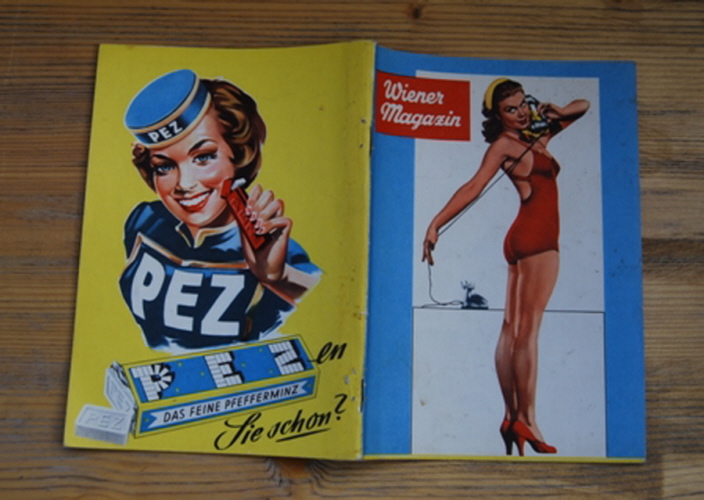 PEZ
PEZ
PEZ en
DAS FEINE PFEFFERMINZ
PEZ
Sie schon?
Wiener
Magazin